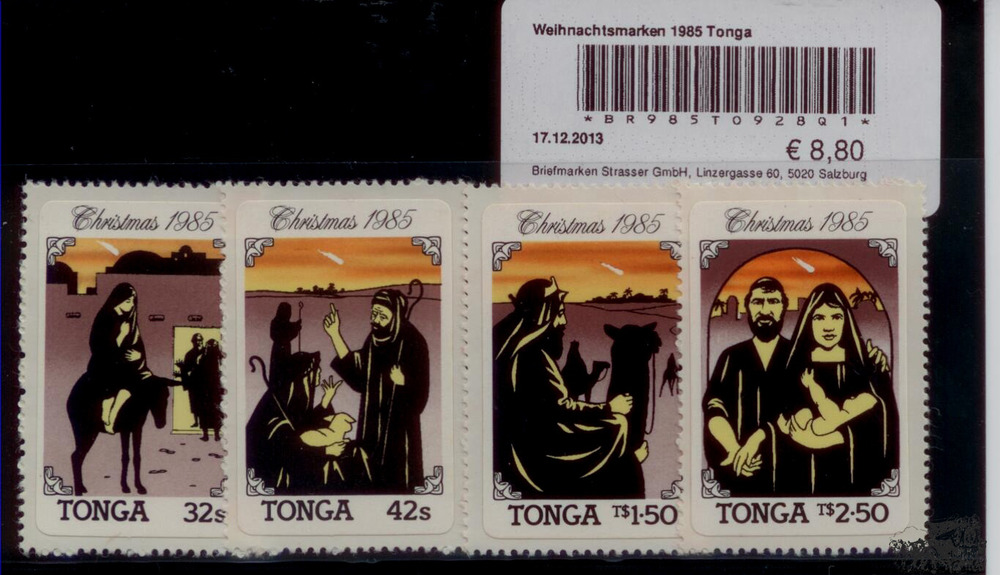 Weihnachtsmarken 1985 Tonga
*BR985T0928Q1*
17.12.2013
€ 8,80
Briefmarken Strasser GmbH, Linzergasse 60, 5020 Salzburg
Christmas 1985
TONGA 32s
Christmas 1985
TONGA 42s
Christmas 1985
TONGA T$1·50
Christmas 1985
TONGA T$2·50